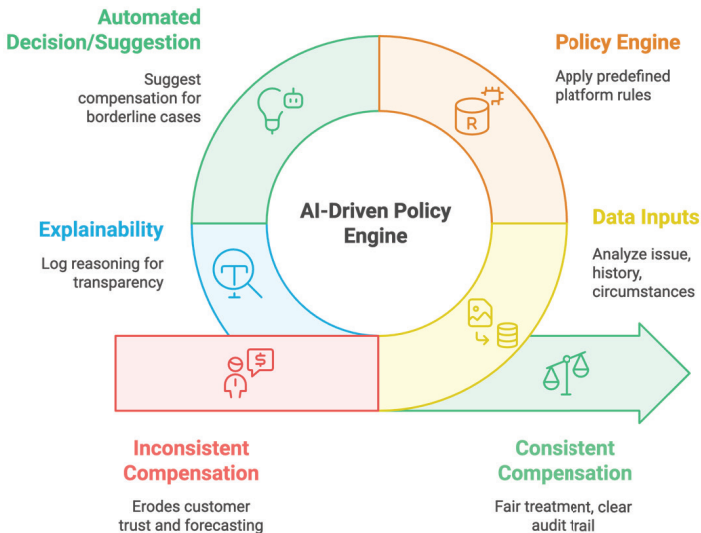 Automated
Decision/Suggestion
Suggest
compensation for
borderline cases
Policy Engine
Apply predefined
platform rules
R
AI-Driven Policy
Engine
Explainability
Log reasoning for
transparency
Data Inputs
Analyze issue,
history,
circumstances
$
Inconsistent
Compensation
Erodes customer
trust and forecasting
Consistent
Compensation
Fair treatment, clear
audit trail